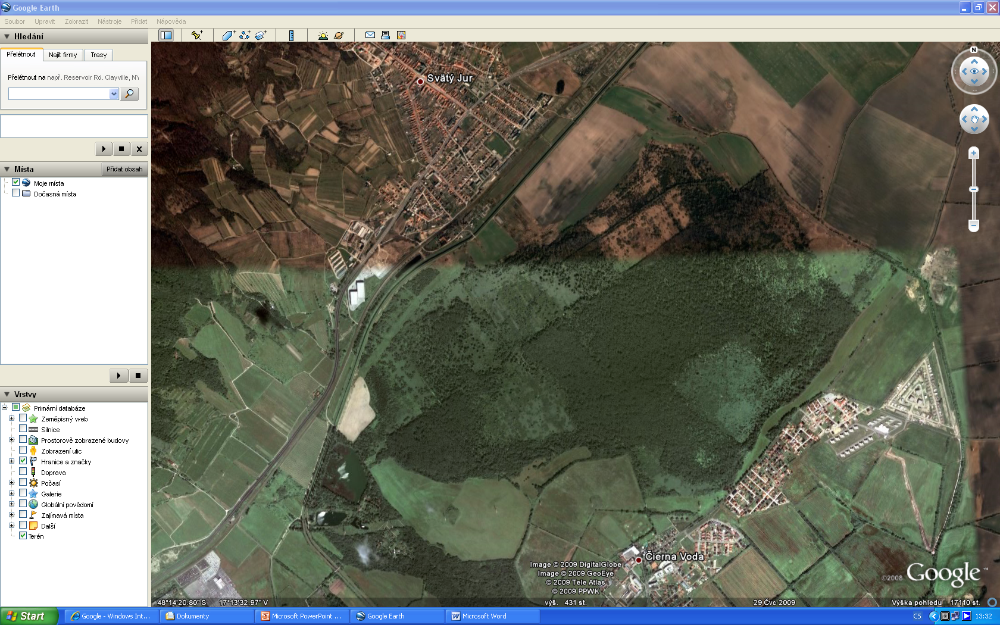 Google Earth
Soubor Upravit Zobrazit Nástroje Přidat Nápověda
Hledání
Přelétnout Najít firmy Trasy
Přelétnout na např. Reservoir Rd. Clayville, NY
Místa Přidat obsah
Moje místa
Dočasná místa
Vrstvy
Primární databáze
Zeměpisný web
Silnice
Prostorově zobrazené budovy
Zobrazení ulic
Hranice a značky
Doprava
Počasí
Galerie
Globální povědomí
Zajímavá místa
Další
Terén
N
Svätý Jur
Čierna Voda
Image © 2009 DigitalGlobe
Image © 2009 GeoEye
© 2009 Tele Atlas
© 2009 PPWK
©2008 Google™
48°14'20.80" S 17°13'32.97" V výš. 431 st. 29 Čvc 2009 Výška pohledu 17110 st.
Start Google - Windows Int... Dokumenty Microsoft PowerPoint ... Google Earth Microsoft Word CS 13:32